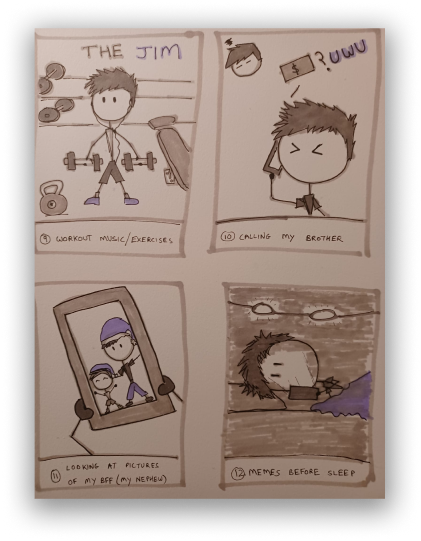 THE JIM
9 WORKOUT MUSIC/EXERCISES
$ ? UWU
10 CALLING MY BROTHER
11 LOOKING AT PICTURES
OF MY BFF (MY NEPHEW)
12 MEMES BEFORE SLEEP